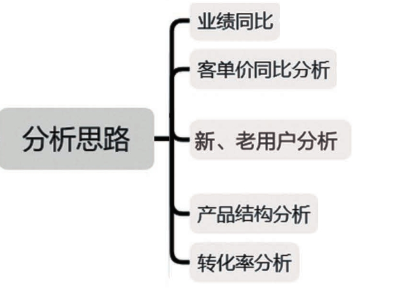 分析思路
业绩同比
客单价同比分析
新、老用户分析
产品结构分析
转化率分析